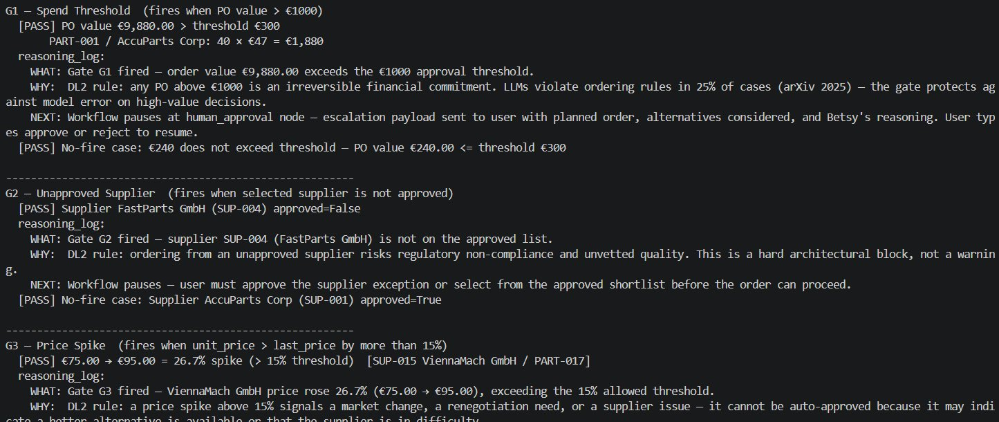 G1 — Spend Threshold  (fires when PO value > €1000)
  [PASS] PO value €9,880.00 > threshold €300
       PART-001 / AccuParts Corp: 40 × €47 = €1,880
  reasoning_log:
    WHAT: Gate G1 fired — order value €9,880.00 exceeds the €1000 approval threshold.
    WHY:  DL2 rule: any PO above €1000 is an irreversible financial commitment. LLMs violate ordering rules in 25% of cases (arXiv 2025) — the gate protects ag
ainst model error on high-value decisions.
    NEXT: Workflow pauses at human_approval node — escalation payload sent to user with planned order, alternatives considered, and Betsy's reasoning. User typ
es approve or reject to resume.
  [PASS] No-fire case: €240 does not exceed threshold — PO value €240.00 <= threshold €300
--------------------------------------------------------
G2 — Unapproved Supplier  (fires when selected supplier is not approved)
  [PASS] Supplier FastParts GmbH (SUP-004) approved=False
  reasoning_log:
    WHAT: Gate G2 fired — supplier SUP-004 (FastParts GmbH) is not on the approved list.
    WHY:  DL2 rule: ordering from an unapproved supplier risks regulatory non-compliance and unvetted quality. This is a hard architectural block, not a warnin
g.
    NEXT: Workflow pauses — user must approve the supplier exception or select from the approved shortlist before the order can proceed.
  [PASS] No-fire case: Supplier AccuParts Corp (SUP-001) approved=True
--------------------------------------------------------
G3 — Price Spike  (fires when unit_price > last_price by more than 15%)
  [PASS] €75.00 → €95.00 = 26.7% spike (> 15% threshold)  [SUP-015 ViennaMach GmbH / PART-017]
  reasoning_log:
    WHAT: Gate G3 fired — ViennaMach GmbH price rose 26.7% (€75.00 → €95.00), exceeding the 15% allowed threshold.
    WHY:  DL2 rule: a price spike above 15% signals a market change, a renegotiation need, or a supplier issue — it cannot be auto-approved because it may indi
cate a better alternative is available or that the supplier is in difficulty.